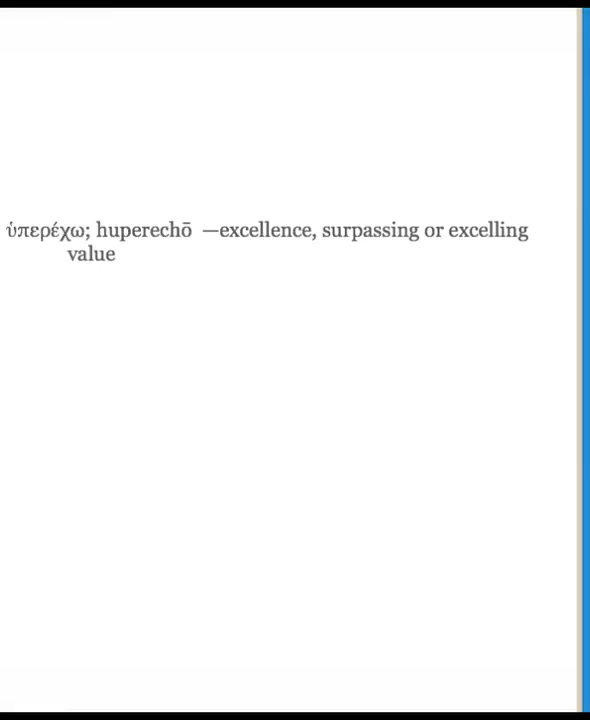 ὑπερέχω; huperechō —excellence, surpassing or excelling
value